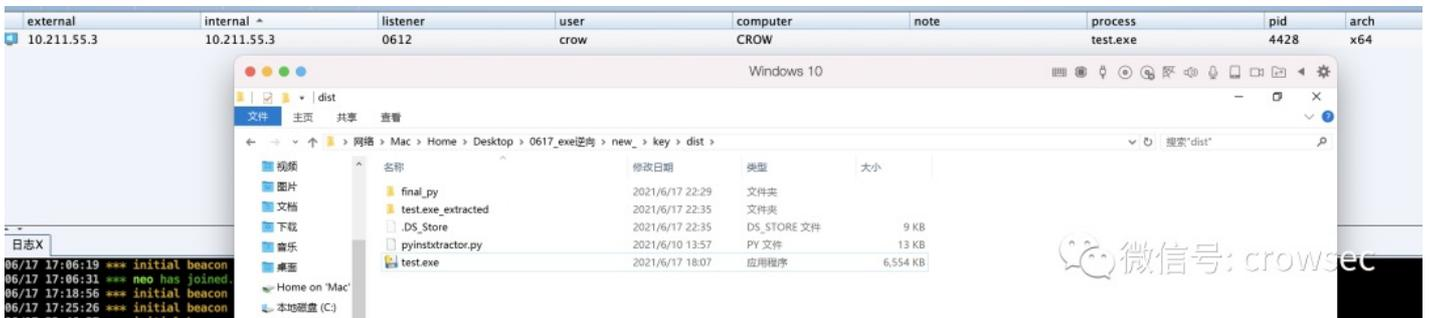 external internal listener user computer note process pid arch
10.211.55.3 10.211.55.3 0612 crow CROW test.exe 4428 x64
Windows 10
dist
文件 主页 共享 查看
网络 > Mac > Home > Desktop > 0617_exe逆向 > new_ > key > dist >
搜索"dist"
名称 修改日期 类型 大小
视频
图片
文档
下载
音乐
桌面
Home on 'Mac'
本地磁盘 (C:)
final_py 2021/6/17 22:29 文件夹
test.exe_extracted 2021/6/17 22:35 文件夹
.DS_Store 2021/6/17 22:35 DS_STORE 文件 9 KB
pyinstxtractor.py 2021/6/10 13:57 PY 文件 13 KB
test.exe 2021/6/17 18:07 应用程序 6,554 KB
日志X
06/17 17:06:19 *** initial beacon
06/17 17:06:31 *** neo has joined.
06/17 17:18:56 *** initial beacon
06/17 17:25:26 *** initial beacon
微信号: crowsec